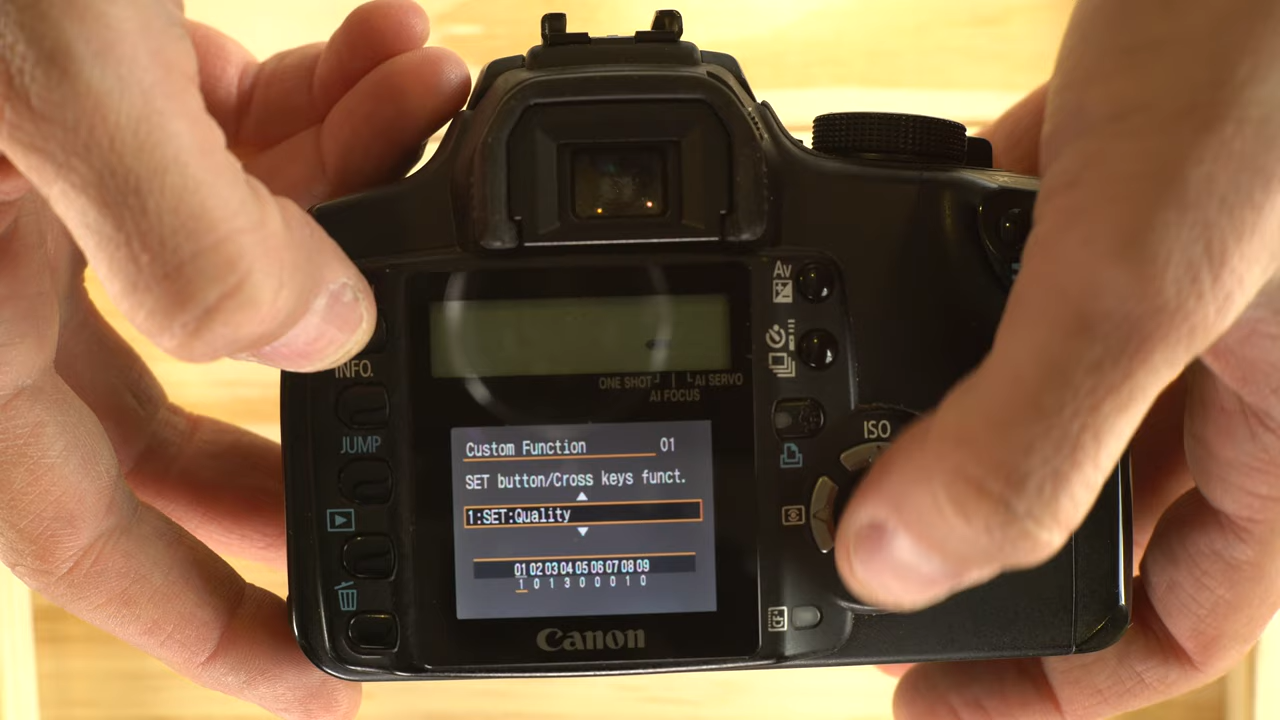 Av
INFO.
ONE SHOT AI SERVO
AI FOCUS
ISO
JUMP
Custom Function 01
SET button/Cross keys funct.
1:SET:Quality
01 02 03 04 05 06 07 08 09
1 0 1 3 0 0 0 1 0
CF
Canon